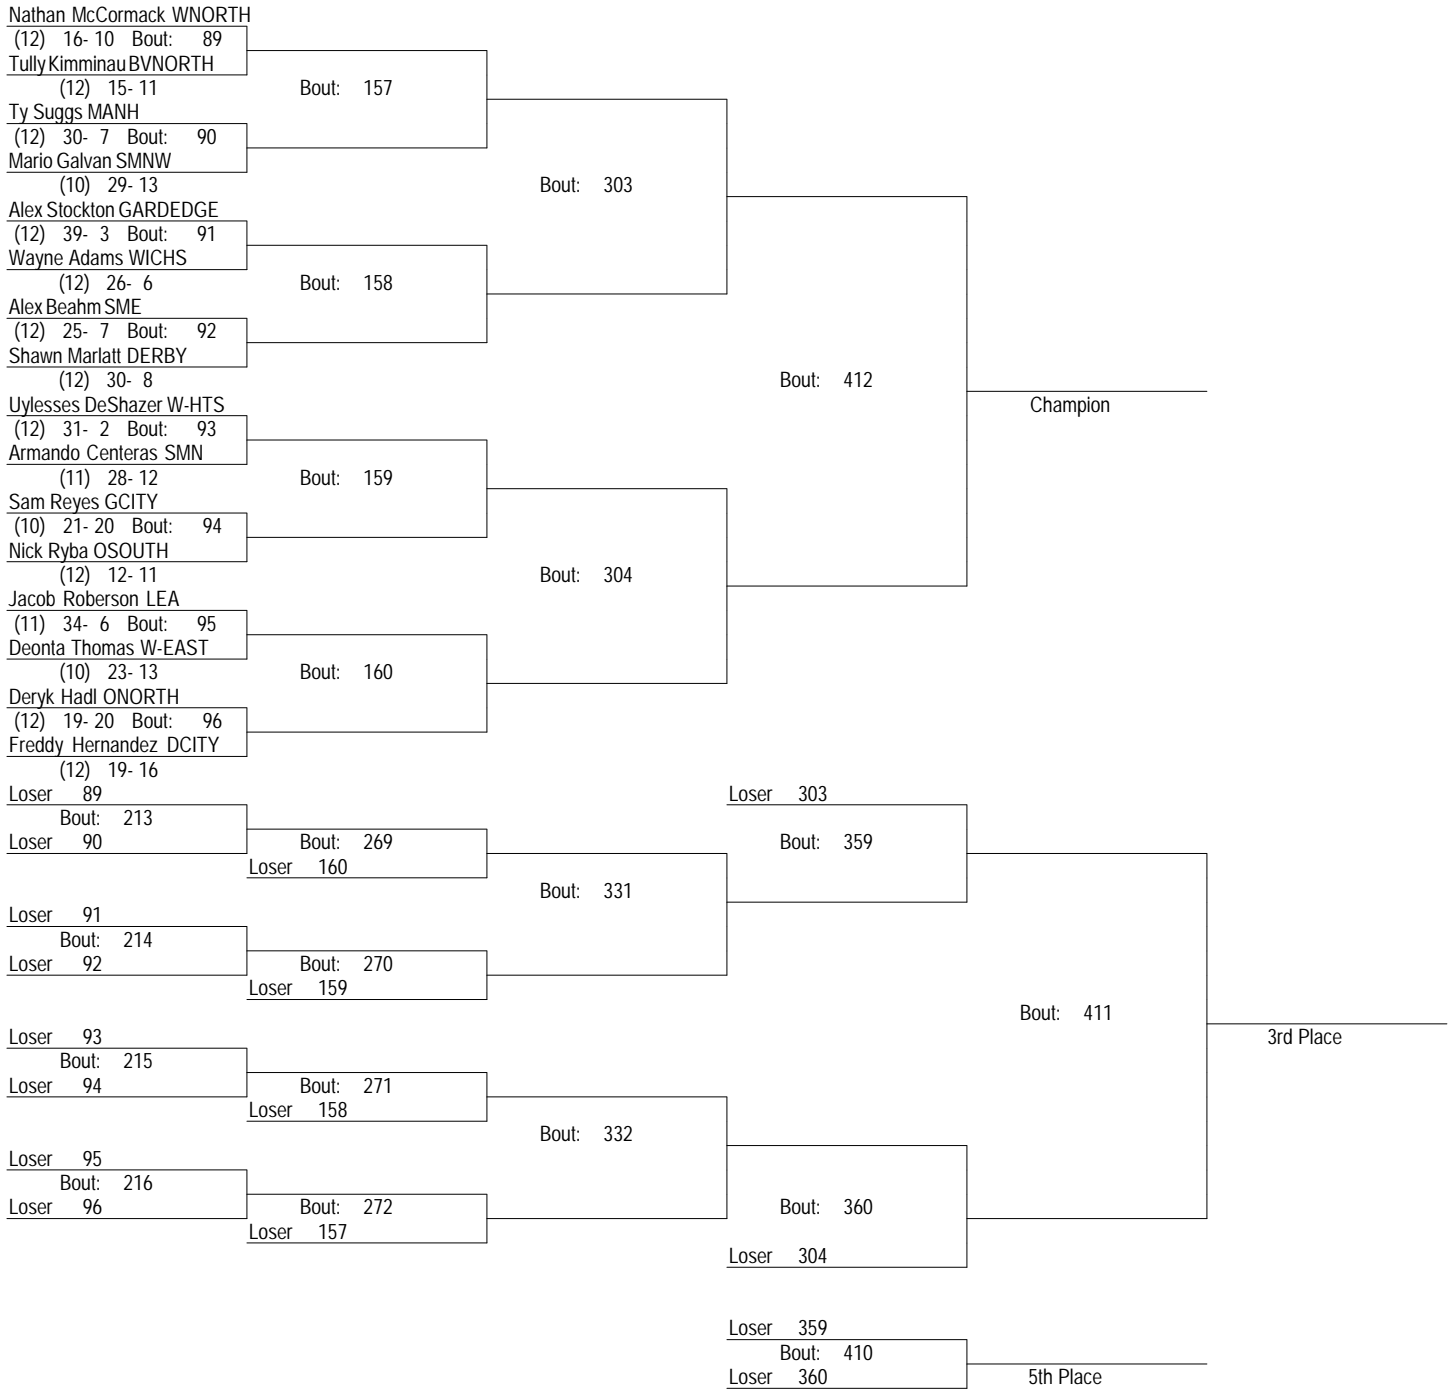 Nathan McCormack WNORTH
(12) 16- 10 Bout: 89
Tully Kimminau BVNORTH
(12) 15- 11
Bout: 157
Ty Suggs MANH
(12) 30- 7 Bout: 90
Mario Galvan SMNW
(10) 29- 13
Bout: 303
Alex Stockton GARDEDGE
(12) 39- 3 Bout: 91
Wayne Adams WICHS
(12) 26- 6
Bout: 158
Alex Beahm SME
(12) 25- 7 Bout: 92
Shawn Marlatt DERBY
(12) 30- 8
Bout: 412
Champion
Uylesses DeShazer W-HTS
(12) 31- 2 Bout: 93
Armando Centeras SMN
(11) 28- 12
Bout: 159
Sam Reyes GCITY
(10) 21- 20 Bout: 94
Nick Ryba OSOUTH
(12) 12- 11
Bout: 304
Jacob Roberson LEA
(11) 34- 6 Bout: 95
Deonta Thomas W-EAST
(10) 23- 13
Bout: 160
Deryk Hadl ONORTH
(12) 19- 20 Bout: 96
Freddy Hernandez DCITY
(12) 19- 16
Loser 89
Bout: 213
Loser 90
Bout: 269
Loser 160
Loser 303
Bout: 359
Bout: 331
Loser 91
Bout: 214
Loser 92
Bout: 270
Loser 159
Bout: 411
3rd Place
Loser 93
Bout: 215
Loser 94
Bout: 271
Loser 158
Bout: 332
Loser 95
Bout: 216
Loser 96
Bout: 272
Loser 157
Bout: 360
Loser 304
Loser 359
Bout: 410
Loser 360
5th Place